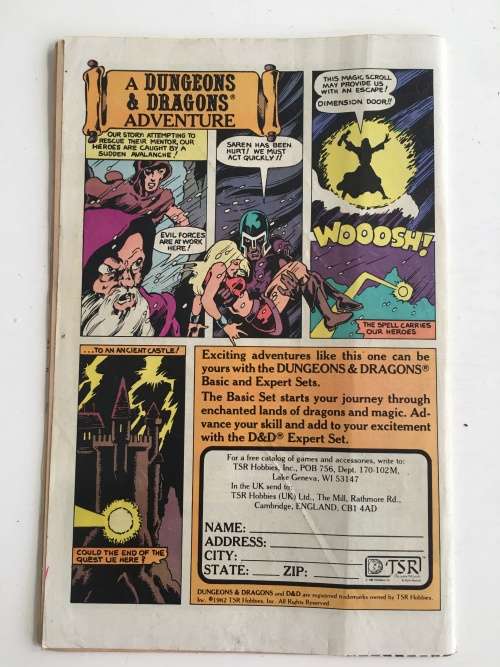 A DUNGEONS
& DRAGONS®
ADVENTURE
OUR STORY: ATTEMPTING TO
RESCUE THEIR MENTOR, OUR
HEROES ARE CAUGHT BY A
SUDDEN AVALANCHE!
EVIL FORCES
ARE AT WORK
HERE!
SAREN HAS BEEN
HURT! WE MUST
ACT QUICKLY!!
THIS MAGIC SCROLL
MAY PROVIDE US
WITH AN ESCAPE!
DIMENSION DOOR!!
WOOOSH!
THE SPELL CARRIES
OUR HEROES
...TO AN ANCIENT CASTLE!
COULD THE END OF THE
QUEST LIE HERE?
Exciting adventures like this one can be
yours with the DUNGEONS & DRAGONS®
Basic and Expert Sets.
The Basic Set starts your journey through
enchanted lands of dragons and magic. Ad-
vance your skill and add to your excitement
with the D&D® Expert Set.
For a free catalog of games and accessories, write to:
TSR Hobbies, Inc., POB 756, Dept. 170-102M,
Lake Geneva, WI 53147
In the UK send to:
TSR Hobbies (UK) Ltd., The Mill, Rathmore Rd.,
Cambridge, ENGLAND, CB1 4AD
NAME:
ADDRESS:
CITY:
STATE: ZIP:
TSR
DUNGEONS & DRAGONS and D&D are registered trademarks owned by TSR Hobbies,
Inc. ©1982 TSR Hobbies, Inc. All Rights Reserved.